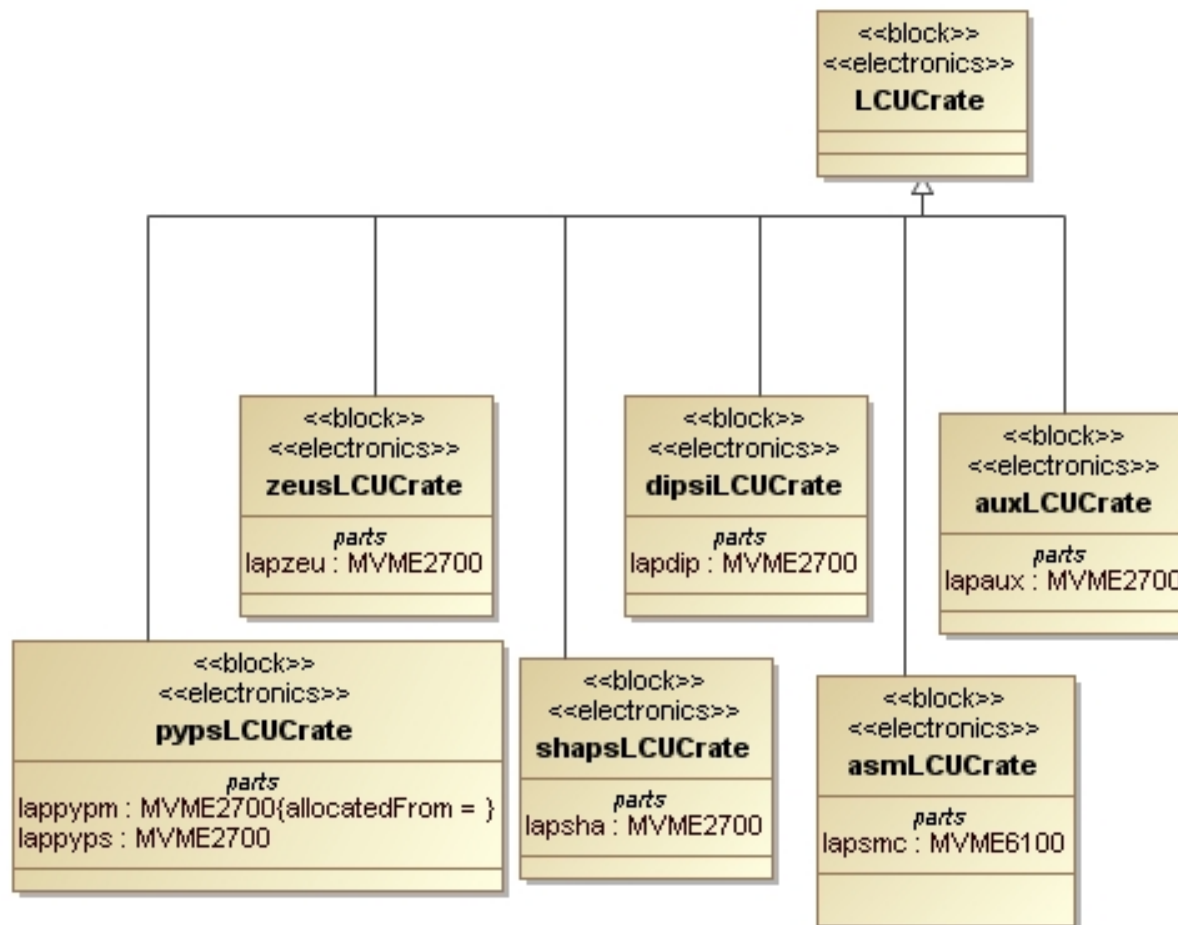 <<block>>
<<electronics>>
LCUCrate
<<block>>
<<electronics>>
zeusLCUCrate
parts
lapzeu : MVME2700
<<block>>
<<electronics>>
dipsiLCUCrate
parts
lapdip : MVME2700
<<block>>
<<electronics>>
auxLCUCrate
parts
lapaux : MVME2700
<<block>>
<<electronics>>
pypsLCUCrate
parts
lappypm : MVME2700{allocatedFrom = }
lappyps : MVME2700
<<block>>
<<electronics>>
shapsLCUCrate
parts
lapsha : MVME2700
<<block>>
<<electronics>>
asmLCUCrate
parts
lapsmc : MVME6100